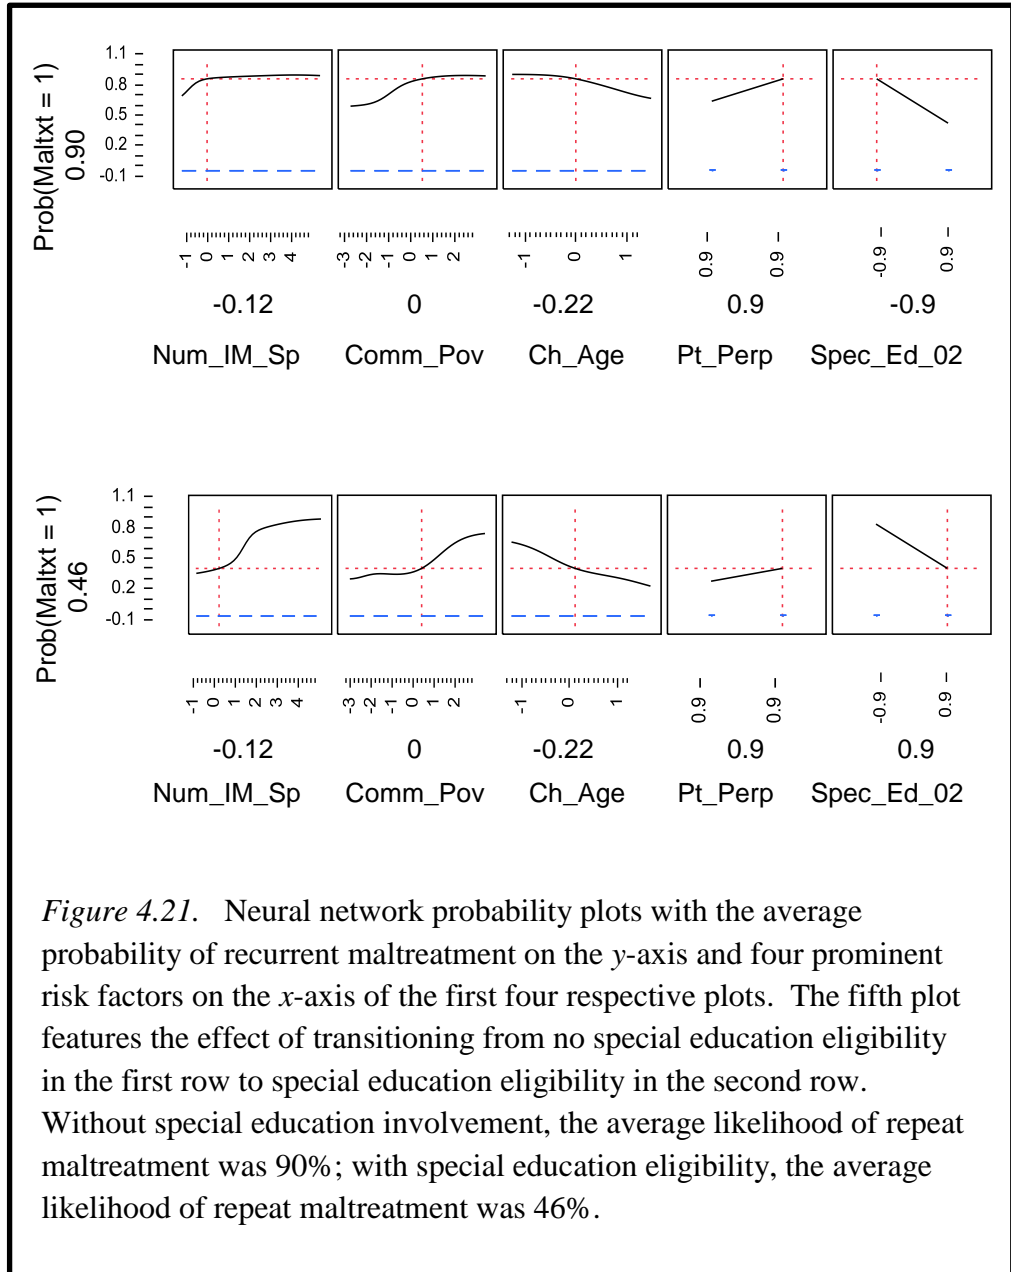 Prob(Maltxt = 1)
0.90
1.1
0.8
0.5
0.2
-0.1
-1 0 1 2 3 4
-3 -2 -1 0 1 2
-1 0 1
0.9 0.9
-0.9 0.9
-0.12 0 -0.22 0.9 -0.9
Num_IM_Sp Comm_Pov Ch_Age Pt_Perp Spec_Ed_02
Prob(Maltxt = 1)
0.46
1.1
0.8
0.5
0.2
-0.1
-1 0 1 2 3 4
-3 -2 -1 0 1 2
-1 0 1
0.9 0.9
-0.9 0.9
-0.12 0 -0.22 0.9 0.9
Num_IM_Sp Comm_Pov Ch_Age Pt_Perp Spec_Ed_02
Figure 4.21. Neural network probability plots with the average
probability of recurrent maltreatment on the y-axis and four prominent
risk factors on the x-axis of the first four respective plots. The fifth plot
features the effect of transitioning from no special education eligibility
in the first row to special education eligibility in the second row.
Without special education involvement, the average likelihood of repeat
maltreatment was 90%; with special education eligibility, the average
likelihood of repeat maltreatment was 46%.